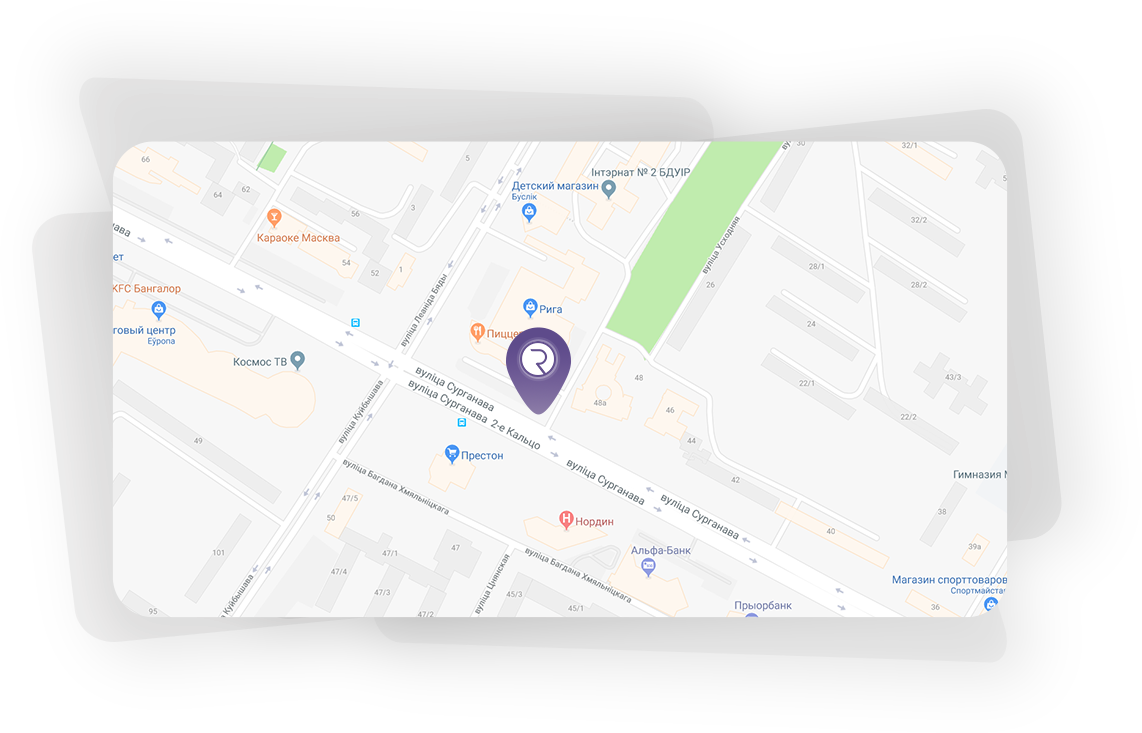 66
5
30
32/1
Інтэрнат № 2 БДУІР
Детский магазин
Буслік
64
62
56
3
32/2
Караоке Масква
вуліца Усходняя
54
52
1
28/1
26
28/2
вуліца Леаніда Бяды
KFC Бангалор
Рига
говый центр
Еўропа
24
Космос ТВ
R
48
43/3
22/1
вуліца Сурганава
вуліца Сурганава
2-е Кальцо
48а
46
22/2
вуліца Куйбышава
49
44
Престон
42
вуліца Сурганава
вуліца Сурганава
Гимназия
вуліца Багдана Хмяльніцкага
47/5
50
Нордин
38
40
101
47/1
47
Альфа-Банк
39а
вуліца Багдана Хмяльніцкага
47/4
Магазин спорттоваров
Спортмайстар
вуліца Цнянская
47/3
45/3
45/1
47/2
95
Куйбышава
Прыорбанк
36